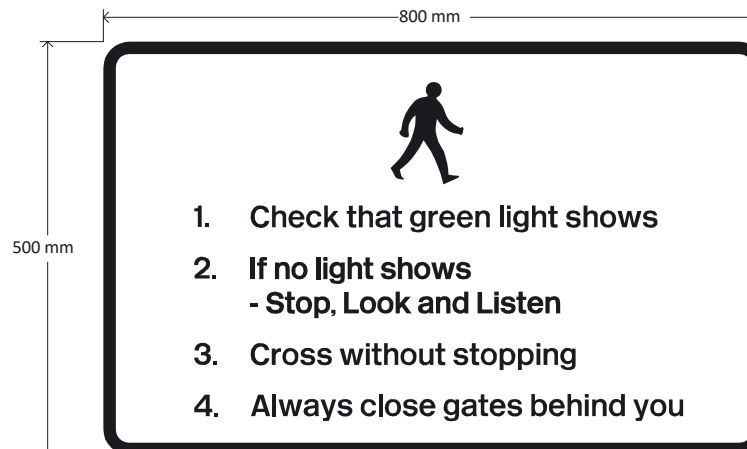 800 mm
500 mm
1. Check that green light shows
2. If no light shows
- Stop, Look and Listen
3. Cross without stopping
4. Always close gates behind you